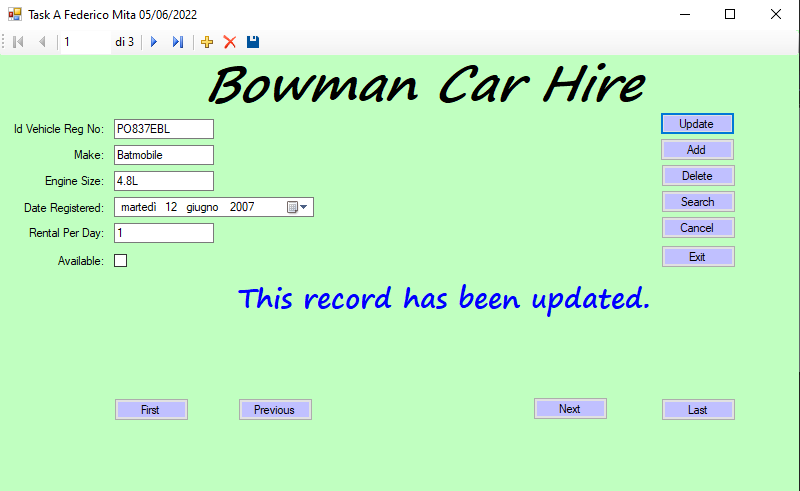 Task A Federico Mita 05/06/2022
1 di 3
Bowman Car Hire
Id Vehicle Reg No: PO837EBL Update
Make: Batmobile Add
Engine Size: 4.8L Delete
Date Registered: martedì 12 giugno 2007 Search
Rental Per Day: 1 Cancel
Available: Exit
This record has been updated.
First Previous Next Last